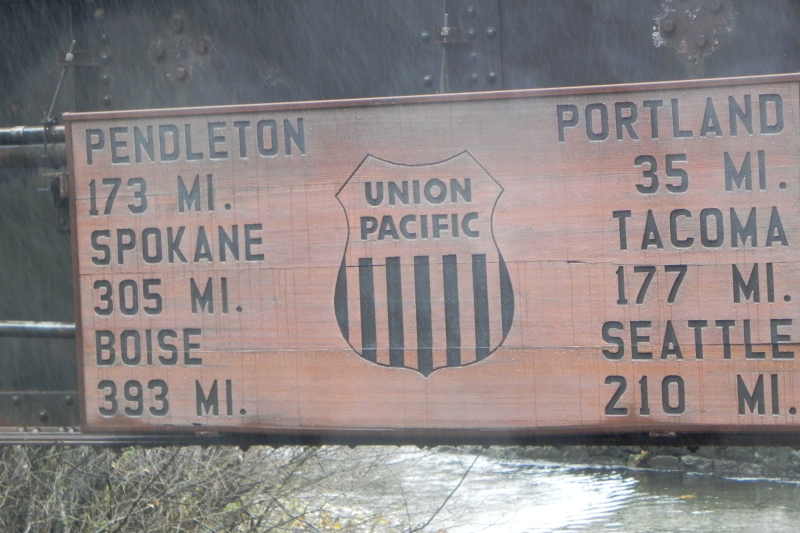 PENDLETON
173 MI.
SPOKANE
305 MI.
BOISE
393 MI.
UNION
PACIFIC
PORTLAND
35 MI.
TACOMA
177 MI.
SEATTLE
210 MI.